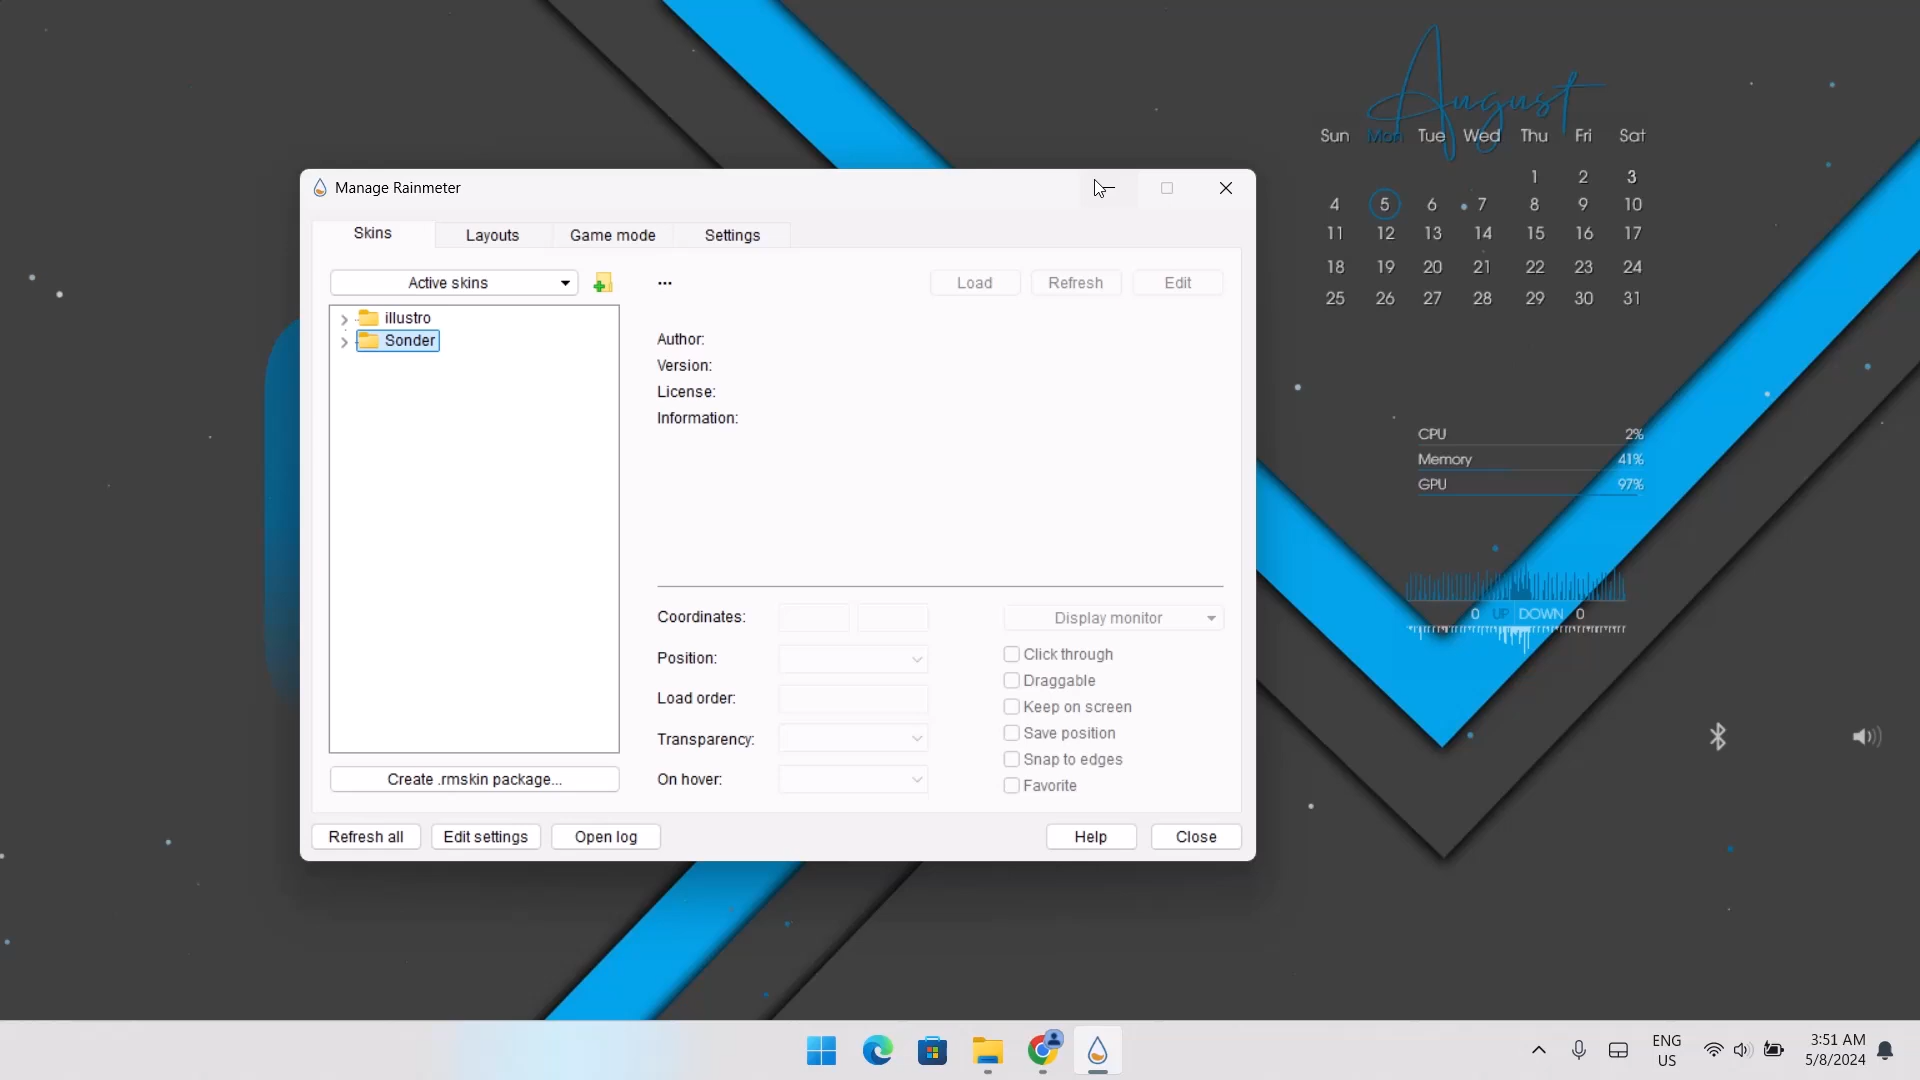 August
Sun Mon Tue Wed Thu Fri Sat
1 2 3
4 5 6 7 8 9 10
11 12 13 14 15 16 17
18 19 20 21 22 23 24
25 26 27 28 29 30 31
Manage Rainmeter
Skins Layouts Game mode Settings
Active skins ... Load Refresh Edit
illustro
Sonder
Author:
Version:
License:
Information:
CPU 2%
Memory 41%
GPU 97%
0 UP DOWN 0
Coordinates: Display monitor
Position: Click through
Draggable
Load order: Keep on screen
Transparency: Save position
Snap to edges
On hover: Favorite
Create .rmskin package...
Refresh all Edit settings Open log Help Close
ENG
US
3:51 AM
5/8/2024